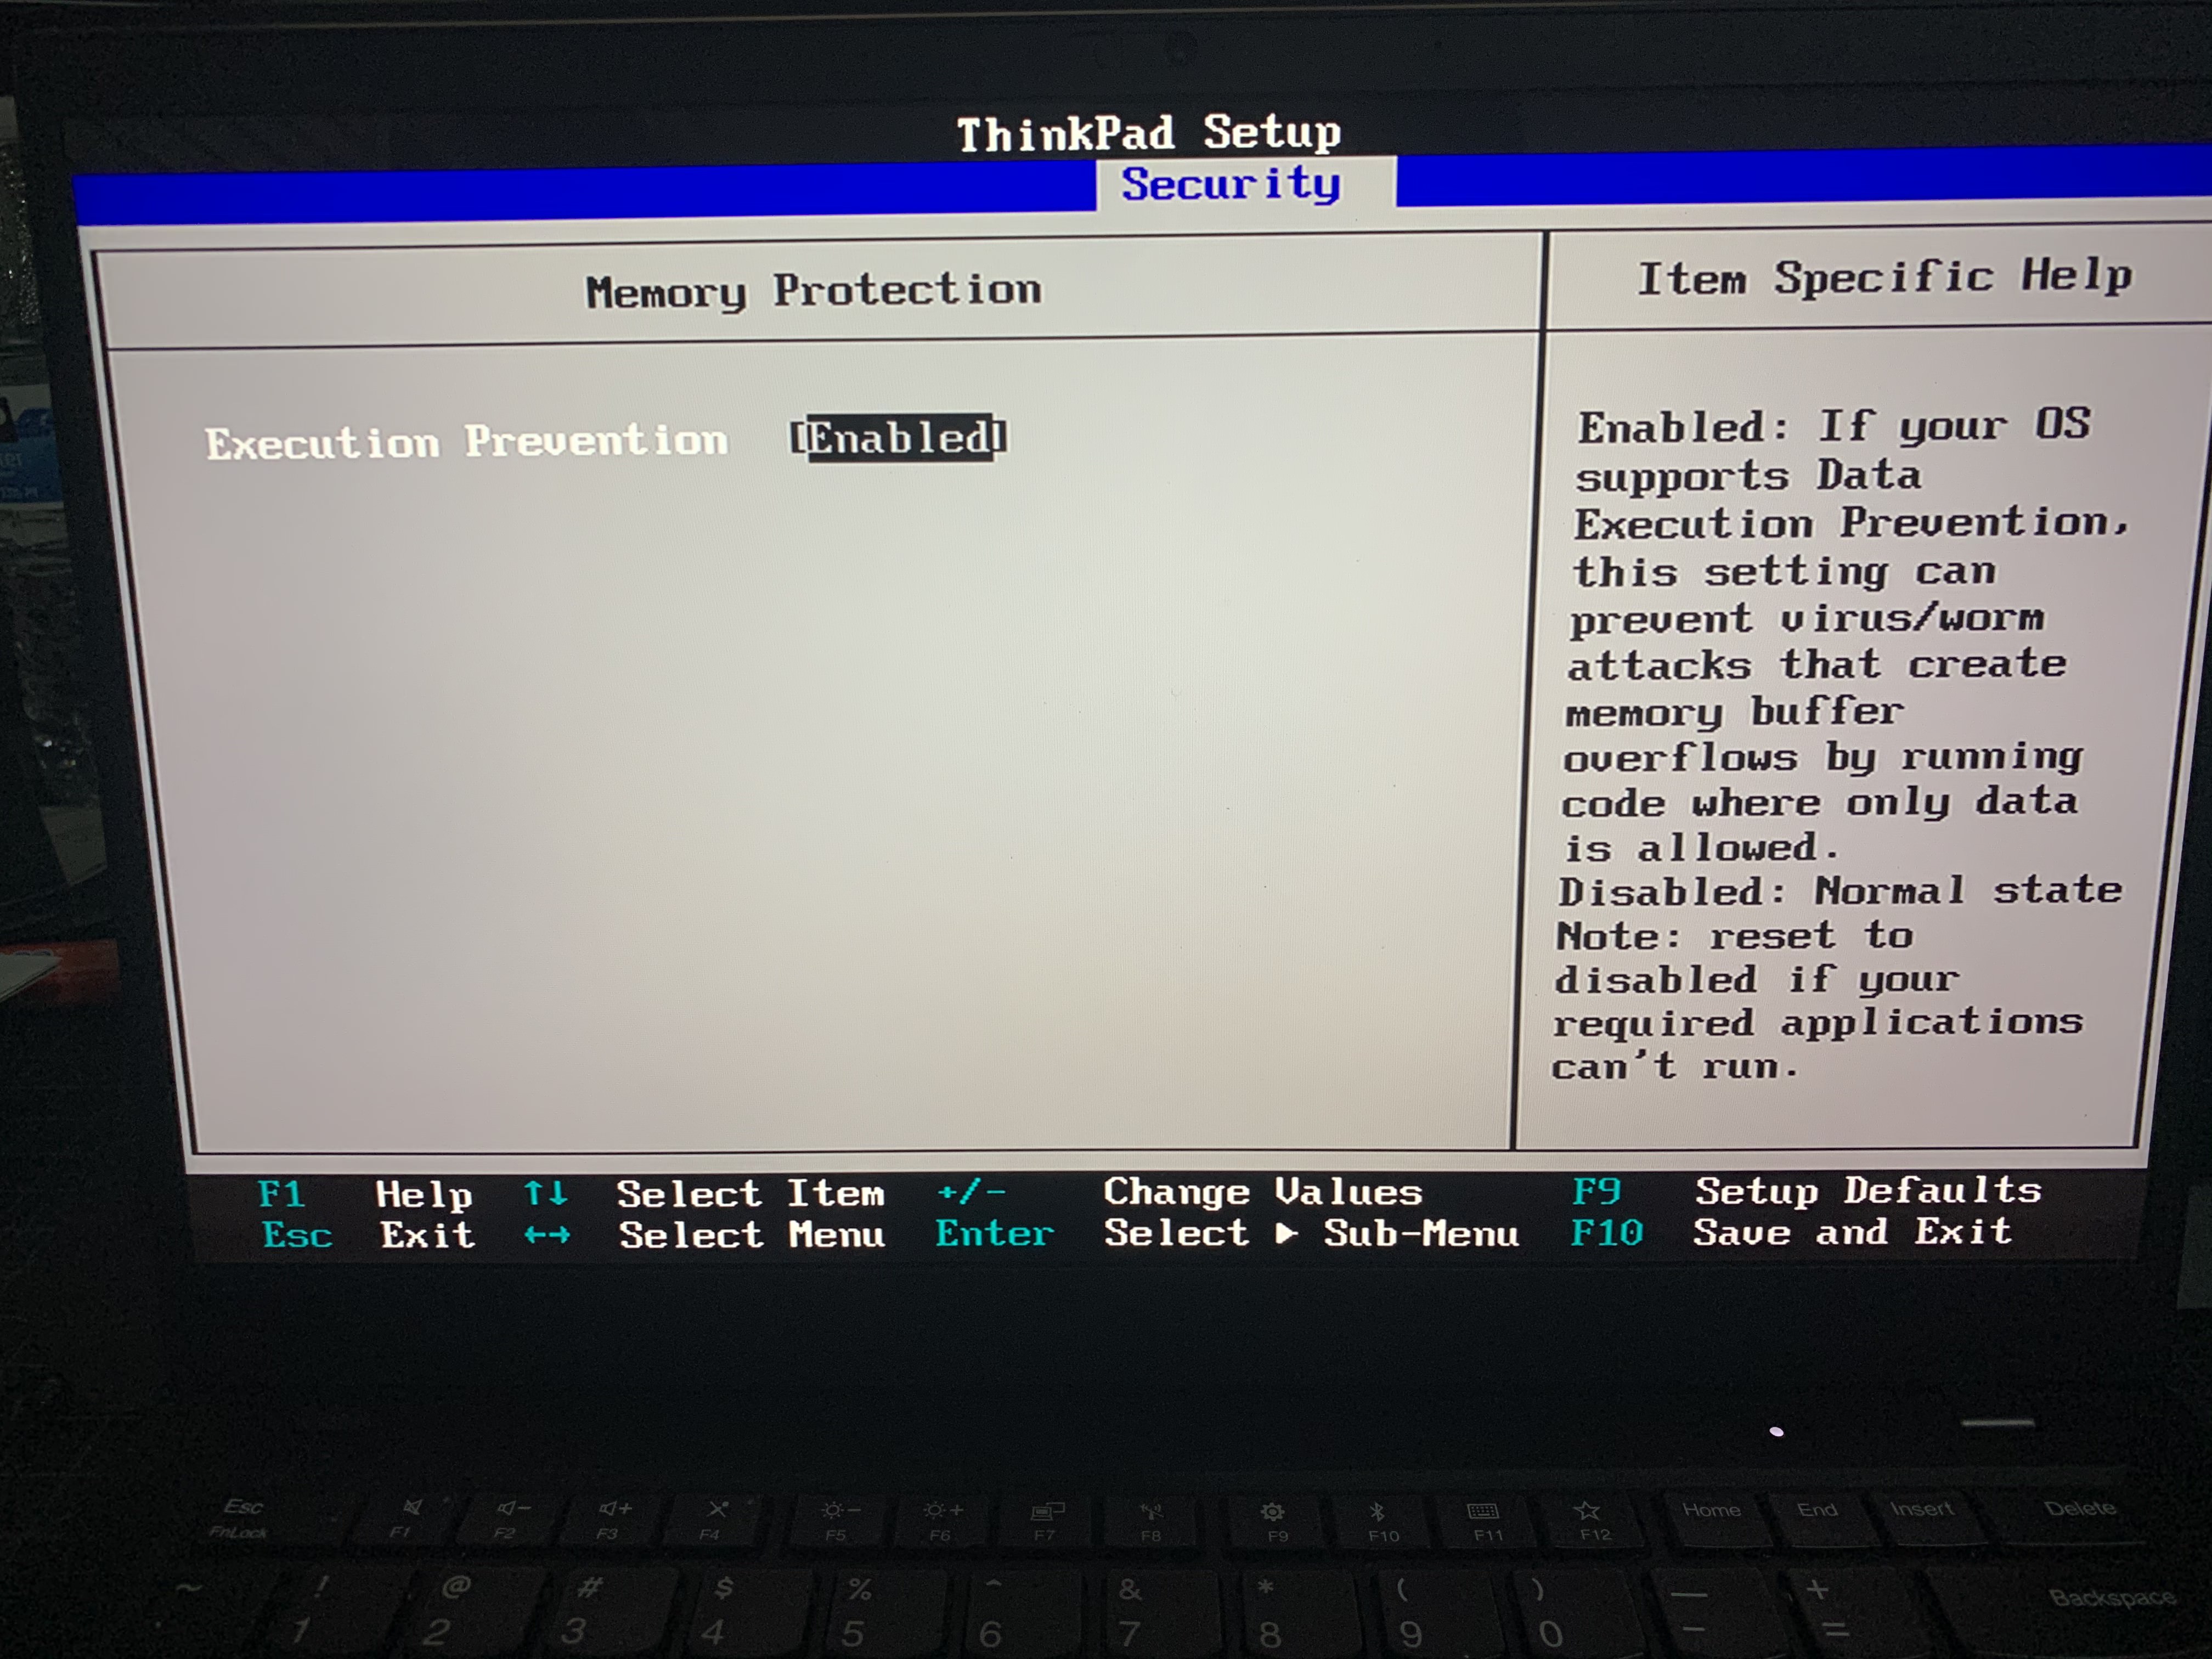 ThinkPad Setup
Security
Memory Protection
Item Specific Help
Execution Prevention [Enabled]
Enabled: If your OS
supports Data
Execution Prevention,
this setting can
prevent virus/worm
attacks that create
memory buffer
overflows by running
code where only data
is allowed.
Disabled: Normal state
Note: reset to
disabled if your
required applications
can't run.
F1 Help ↑↓ Select Item +/- Change Values F9 Setup Defaults
Esc Exit ←→ Select Menu Enter Select ▶ Sub-Menu F10 Save and Exit
Esc Home End Insert Delete
FnLock F1 F2 F3 F4 F5 F6 F7 F8 F9 F10 F11 F12
~ ! @ # $ % ^ & * ( ) — +
1 2 3 4 5 6 7 8 9 0 - = Backspace